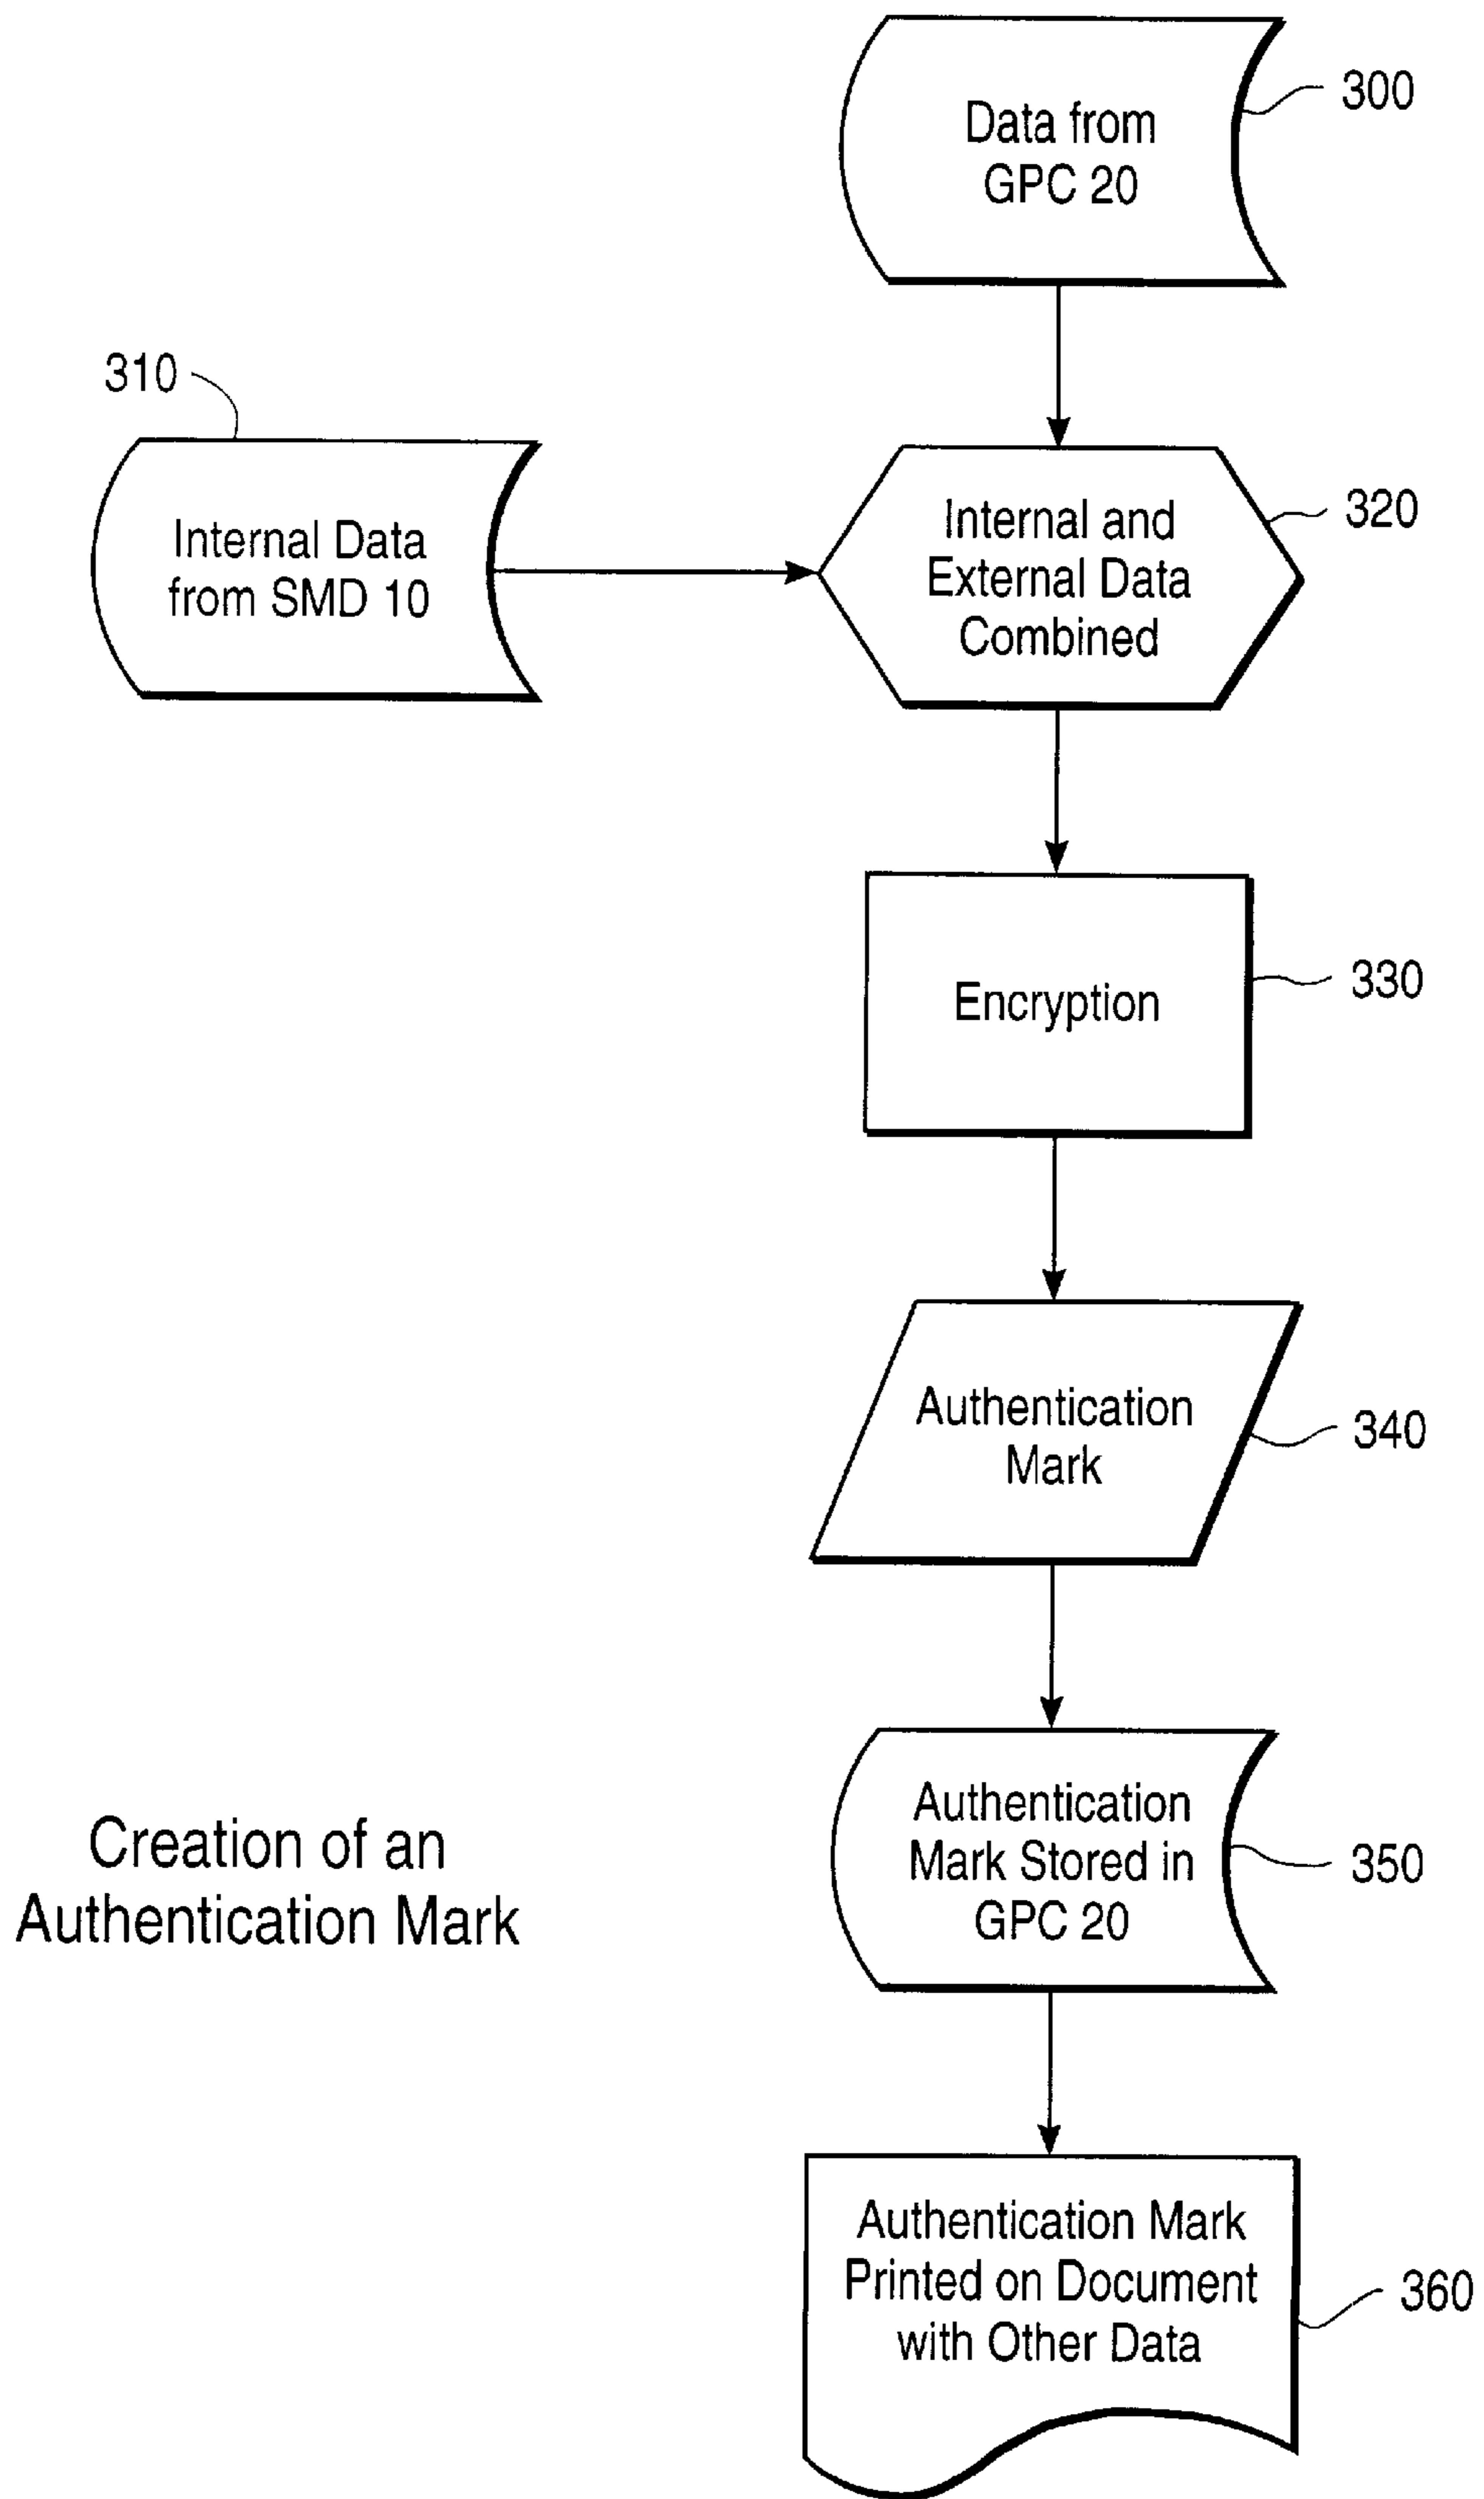 Data from
GPC 20
300
310
Internal Data
from SMD 10
Internal and
External Data
Combined
320
Encryption
330
Authentication
Mark
340
Authentication
Mark Stored in
GPC 20
350
Creation of an
Authentication Mark
Authentication Mark
Printed on Document
with Other Data
360